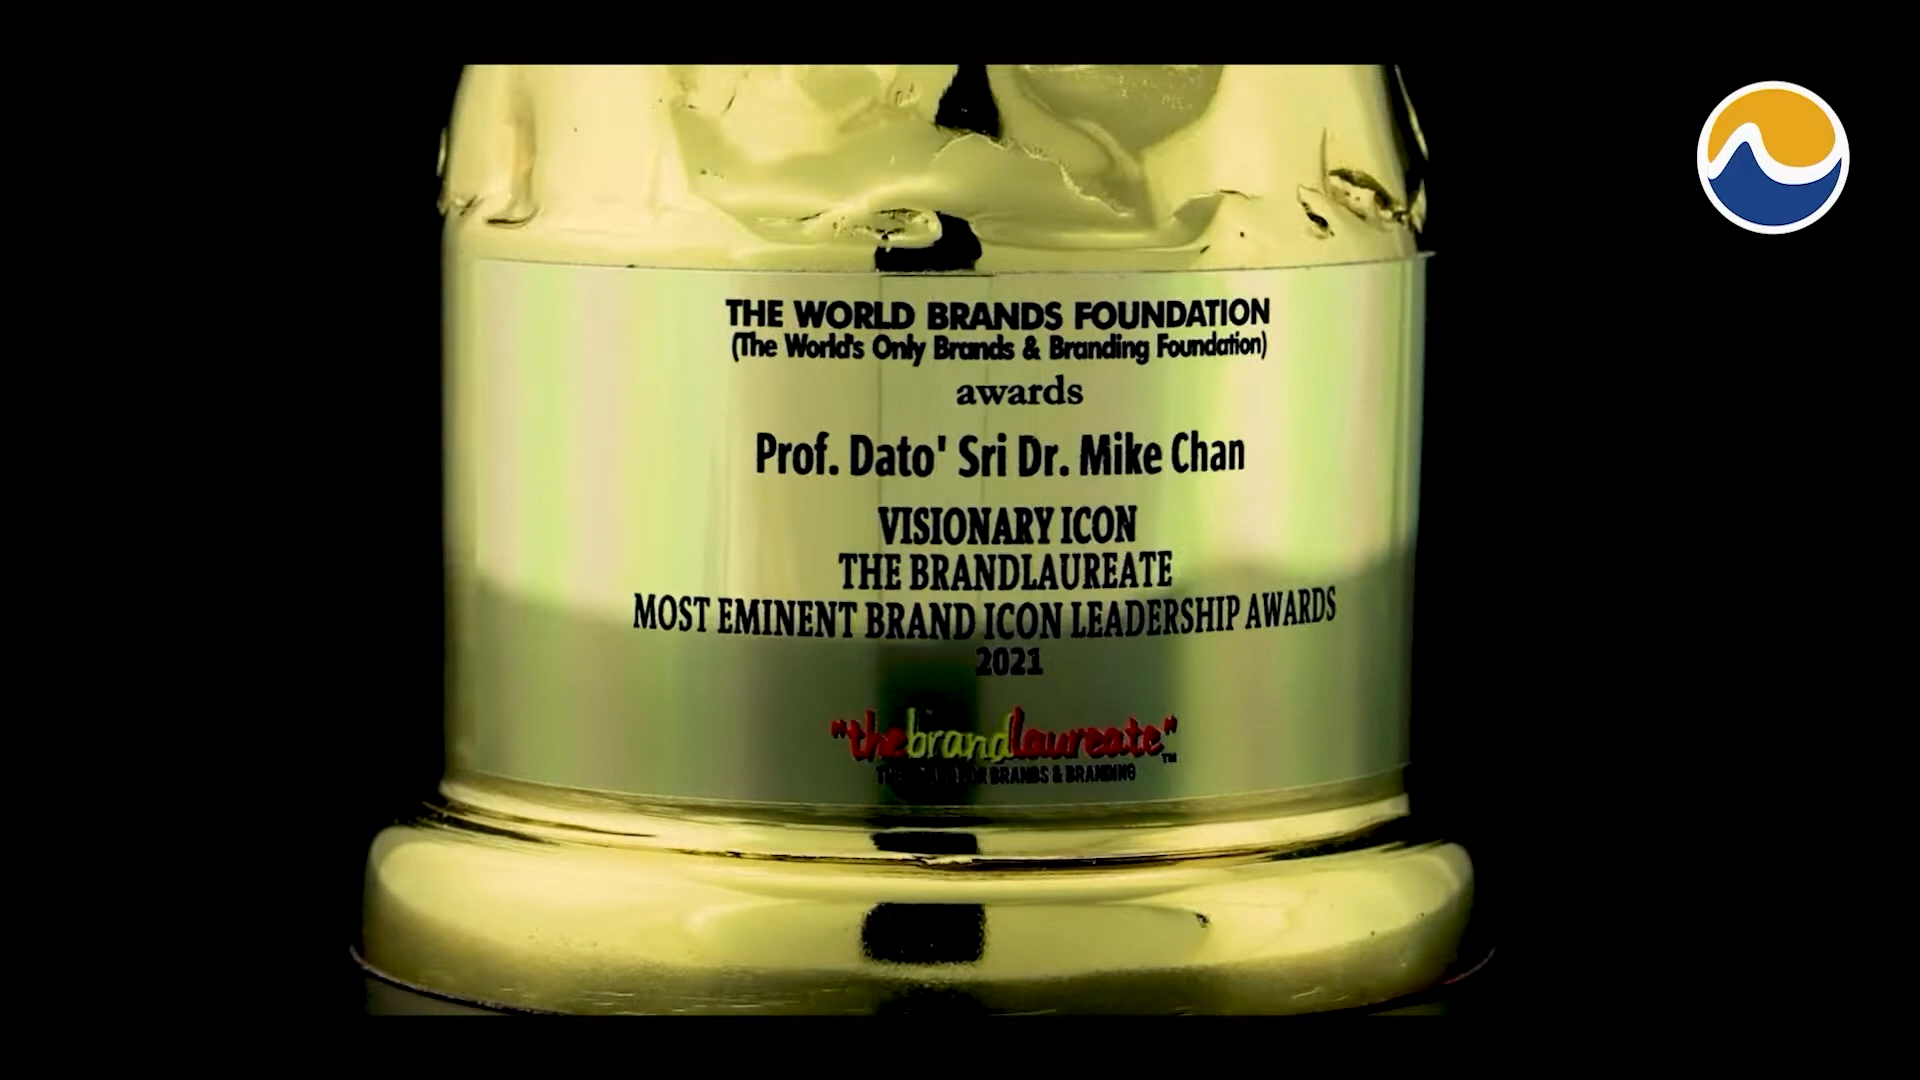 THE WORLD BRANDS FOUNDATION
(The World's Only Brands & Branding Foundation)
awards
Prof. Dato' Sri Dr. Mike Chan
VISIONARY ICON
THE BRANDLAUREATE
MOST EMINENT BRAND ICON LEADERSHIP AWARDS
2021
"thebrandlaureate"™
BRANDS & BRANDING